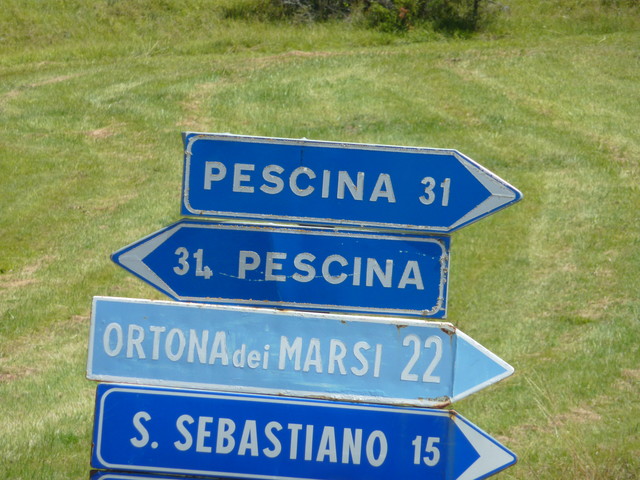 PESCINA 31
31 PESCINA
ORTONA dei MARSI 22
S. SEBASTIANO 15